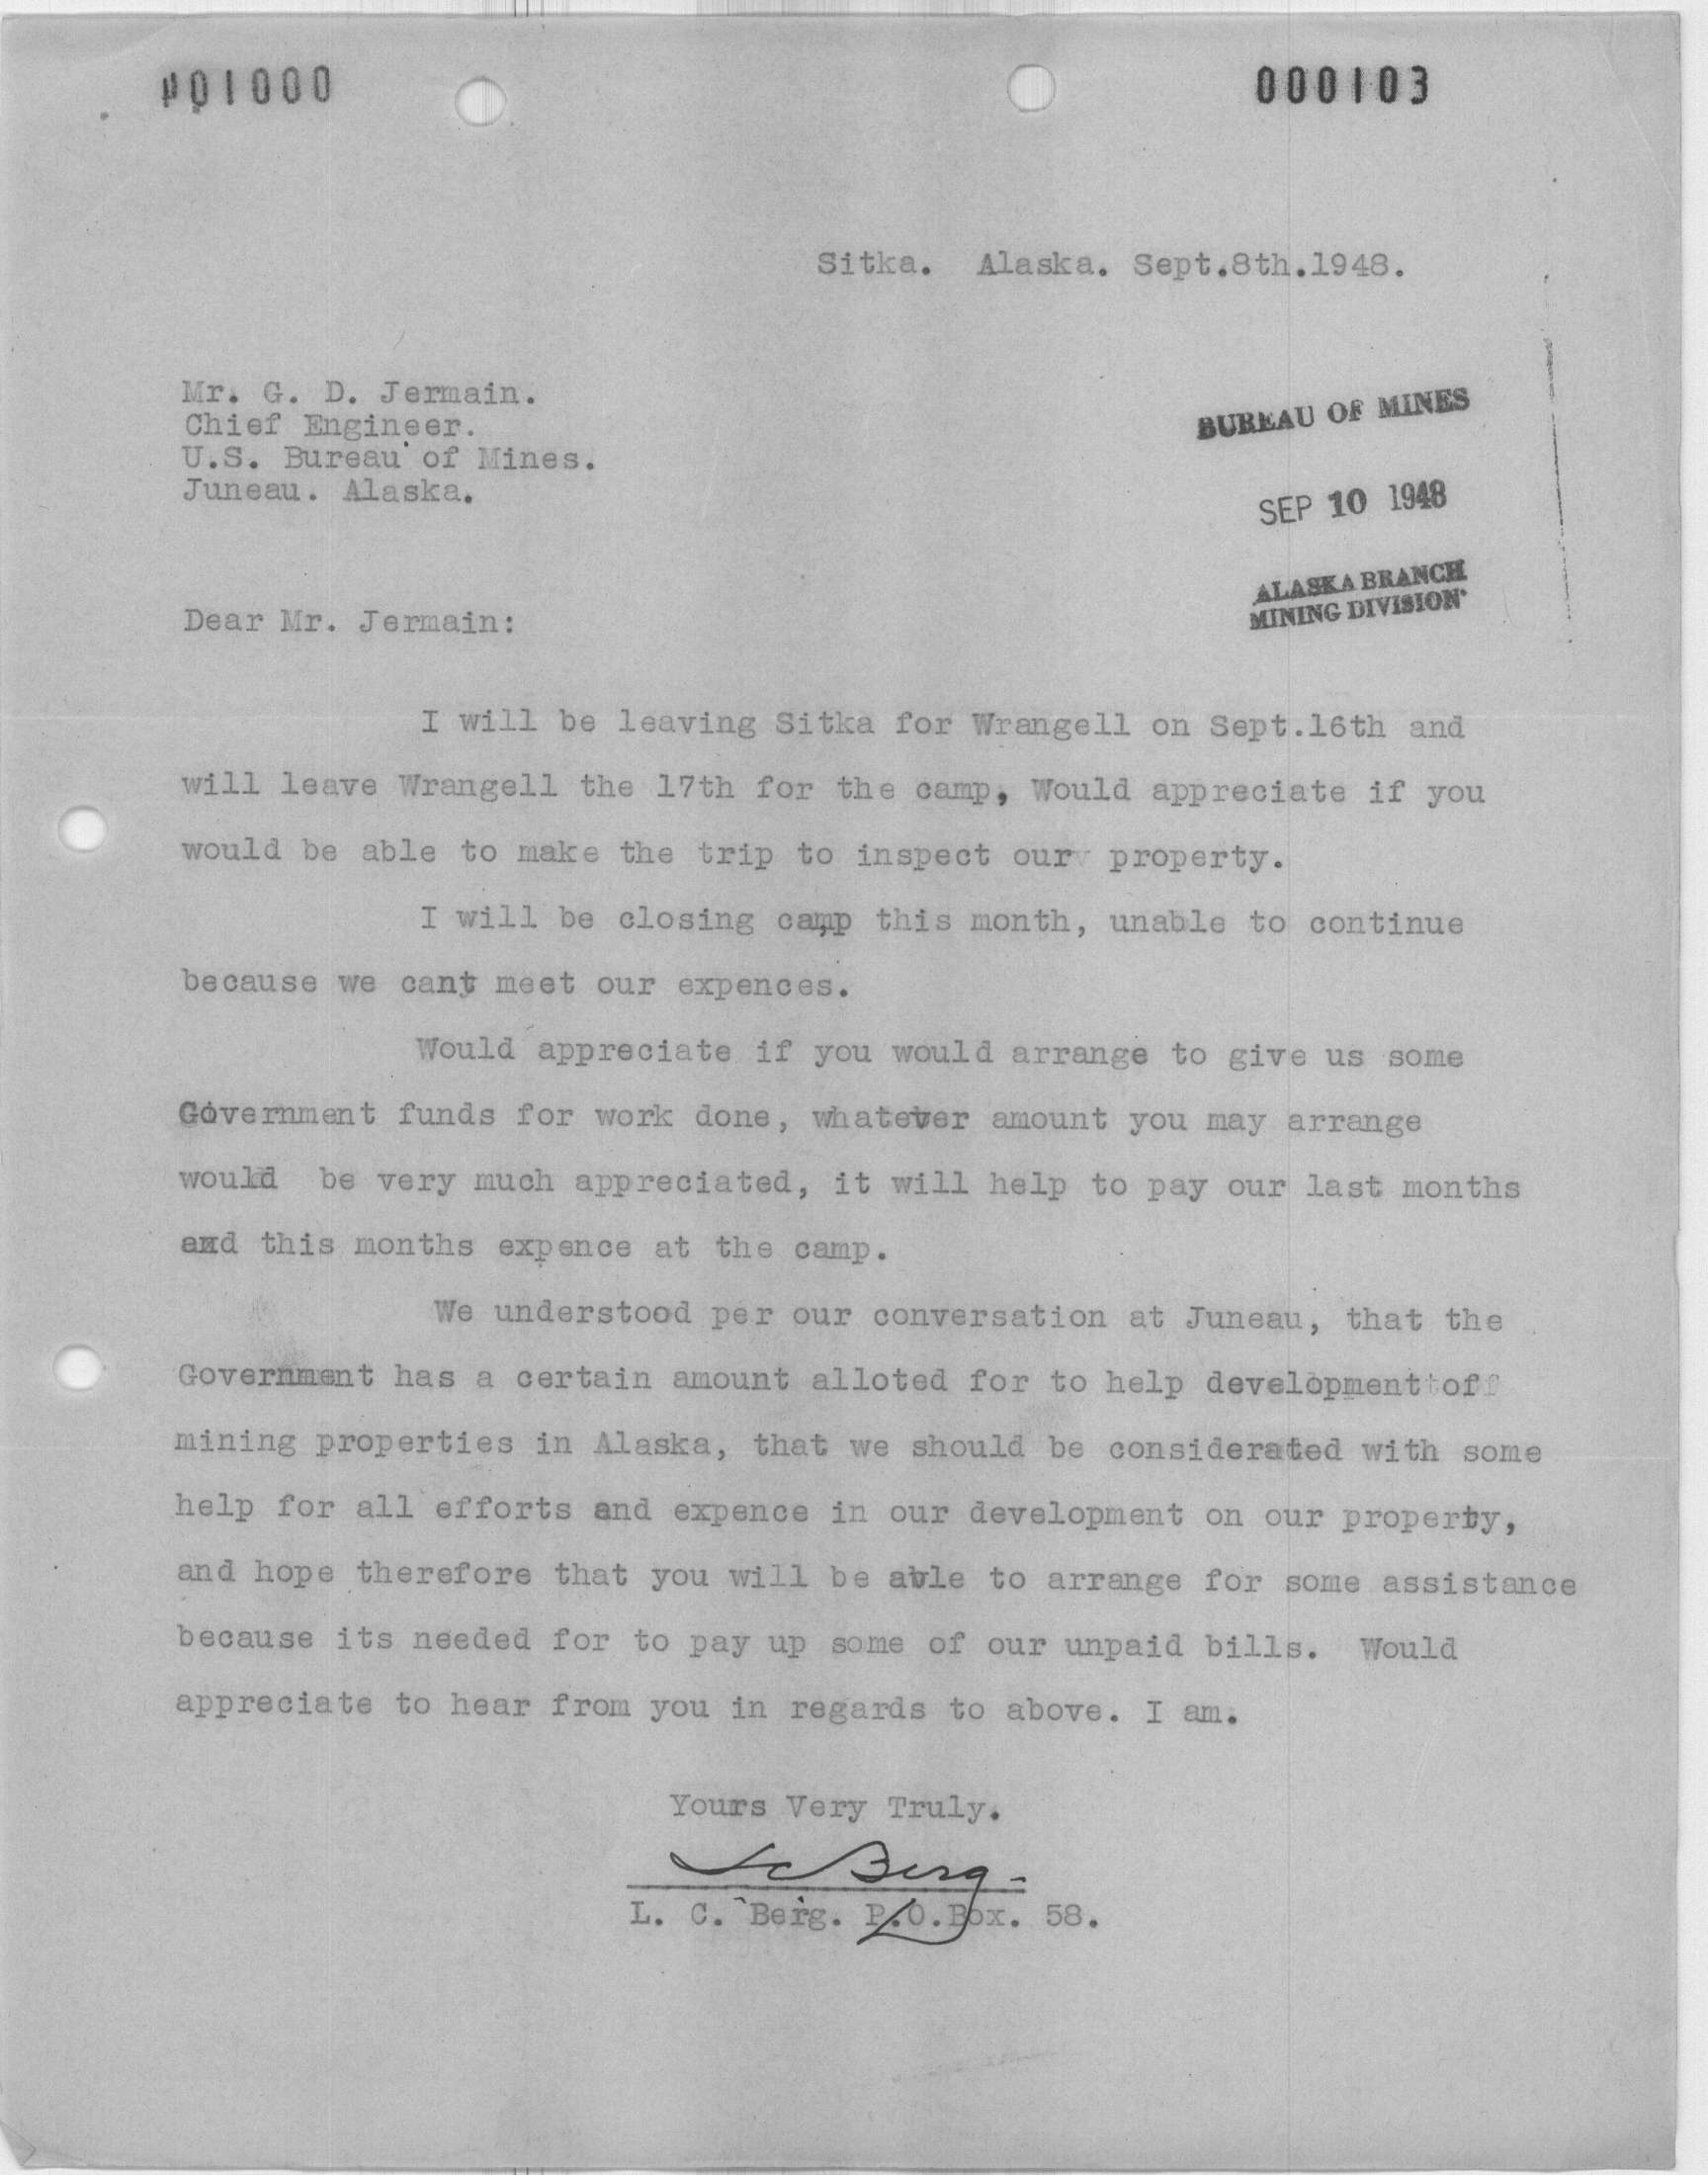 001000
000103
Sitka. Alaska. Sept.8th.1948.
Mr. G. D. Jermain.
Chief Engineer.
U.S. Bureau of Mines.
Juneau. Alaska.
BUREAU OF MINES
SEP 10 1948
ALASKA BRANCH
MINING DIVISION
Dear Mr. Jermain:
I will be leaving Sitka for Wrangell on Sept.16th and
will leave Wrangell the 17th for the camp, Would appreciate if you
would be able to make the trip to inspect our property.
I will be closing camp this month, unable to continue
because we cant meet our expences.
Would appreciate if you would arrange to give us some
Government funds for work done, whatever amount you may arrange
would be very much appreciated, it will help to pay our last months
and this months expence at the camp.
We understood per our conversation at Juneau, that the
Government has a certain amount alloted for to help development of
mining properties in Alaska, that we should be considerated with some
help for all efforts and expence in our development on our property,
and hope therefore that you will be able to arrange for some assistance
because its needed for to pay up some of our unpaid bills. Would
appreciate to hear from you in regards to above. I am.
Yours Very Truly.
L C Berg-
L. C. Berg. P.O.Box. 58.